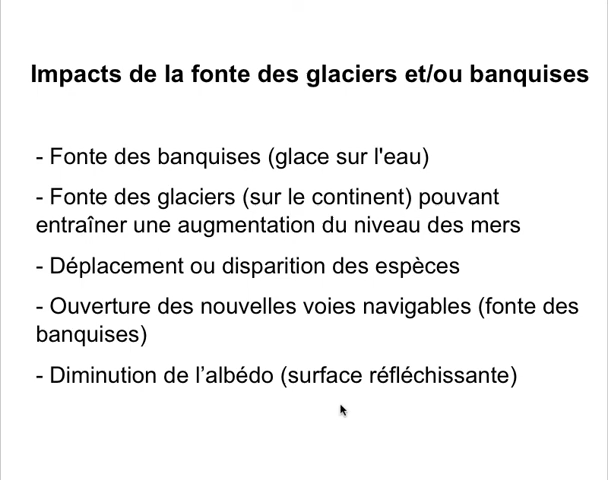 Impacts de la fonte des glaciers et/ou banquises
- Fonte des banquises (glace sur l'eau)
- Fonte des glaciers (sur le continent) pouvant
entraîner une augmentation du niveau des mers
- Déplacement ou disparition des espèces
- Ouverture des nouvelles voies navigables (fonte des
banquises)
- Diminution de l’albédo (surface réfléchissante)